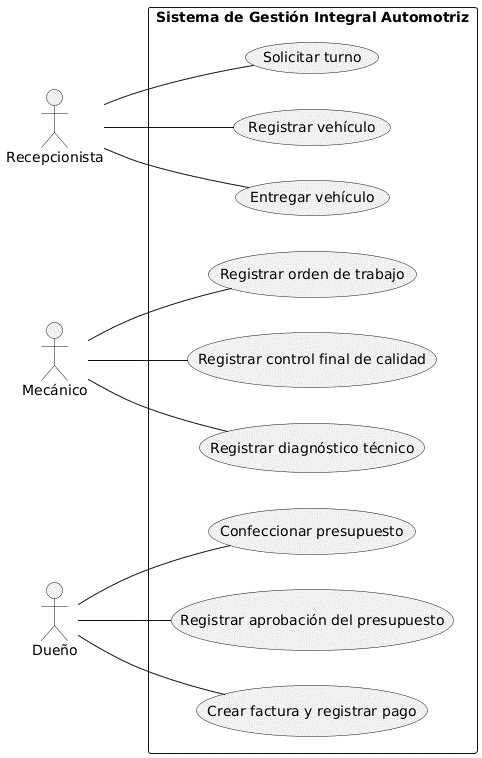 Sistema de Gestión Integral Automotriz
Solicitar turno
Registrar vehículo
Recepcionista
Entregar vehículo
Registrar orden de trabajo
Registrar control final de calidad
Mecánico
Registrar diagnóstico técnico
Confeccionar presupuesto
Registrar aprobación del presupuesto
Dueño
Crear factura y registrar pago